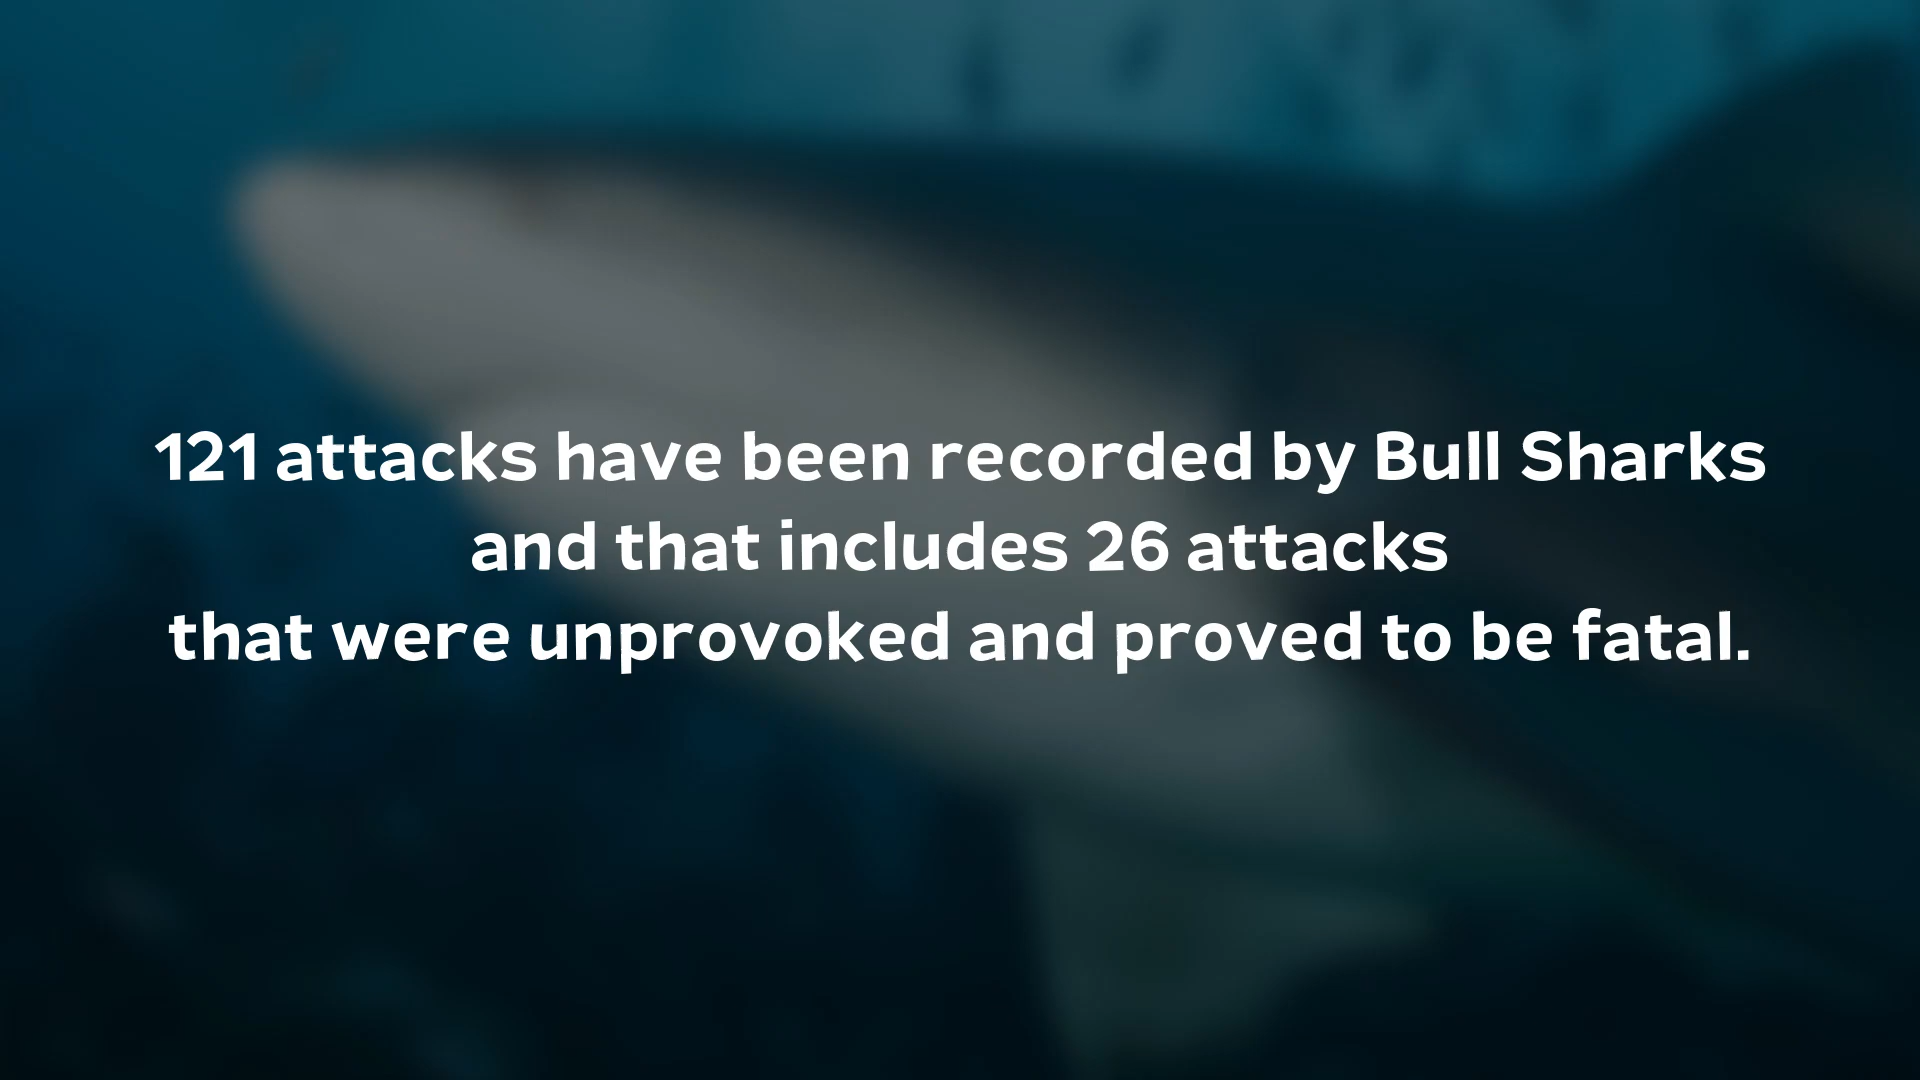 121 attacks have been recorded by Bull Sharks
and that includes 26 attacks
that were unprovoked and proved to be fatal.